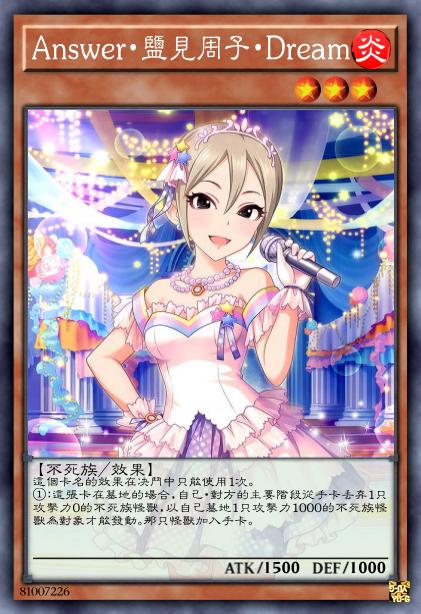 Answer・鹽見周子・Dream 炎
【不死族／效果】
這個卡名的效果在決鬥中只能使用1次。
①：這張卡在墓地的場合，自己・對方的主要階段從手卡丟弃1只
攻擊力0的不死族怪獸，以自己墓地1只攻擊力1000的不死族怪
獸為對象才能發動。那只怪獸加入手卡。
ATK/1500 DEF/1000
81007226